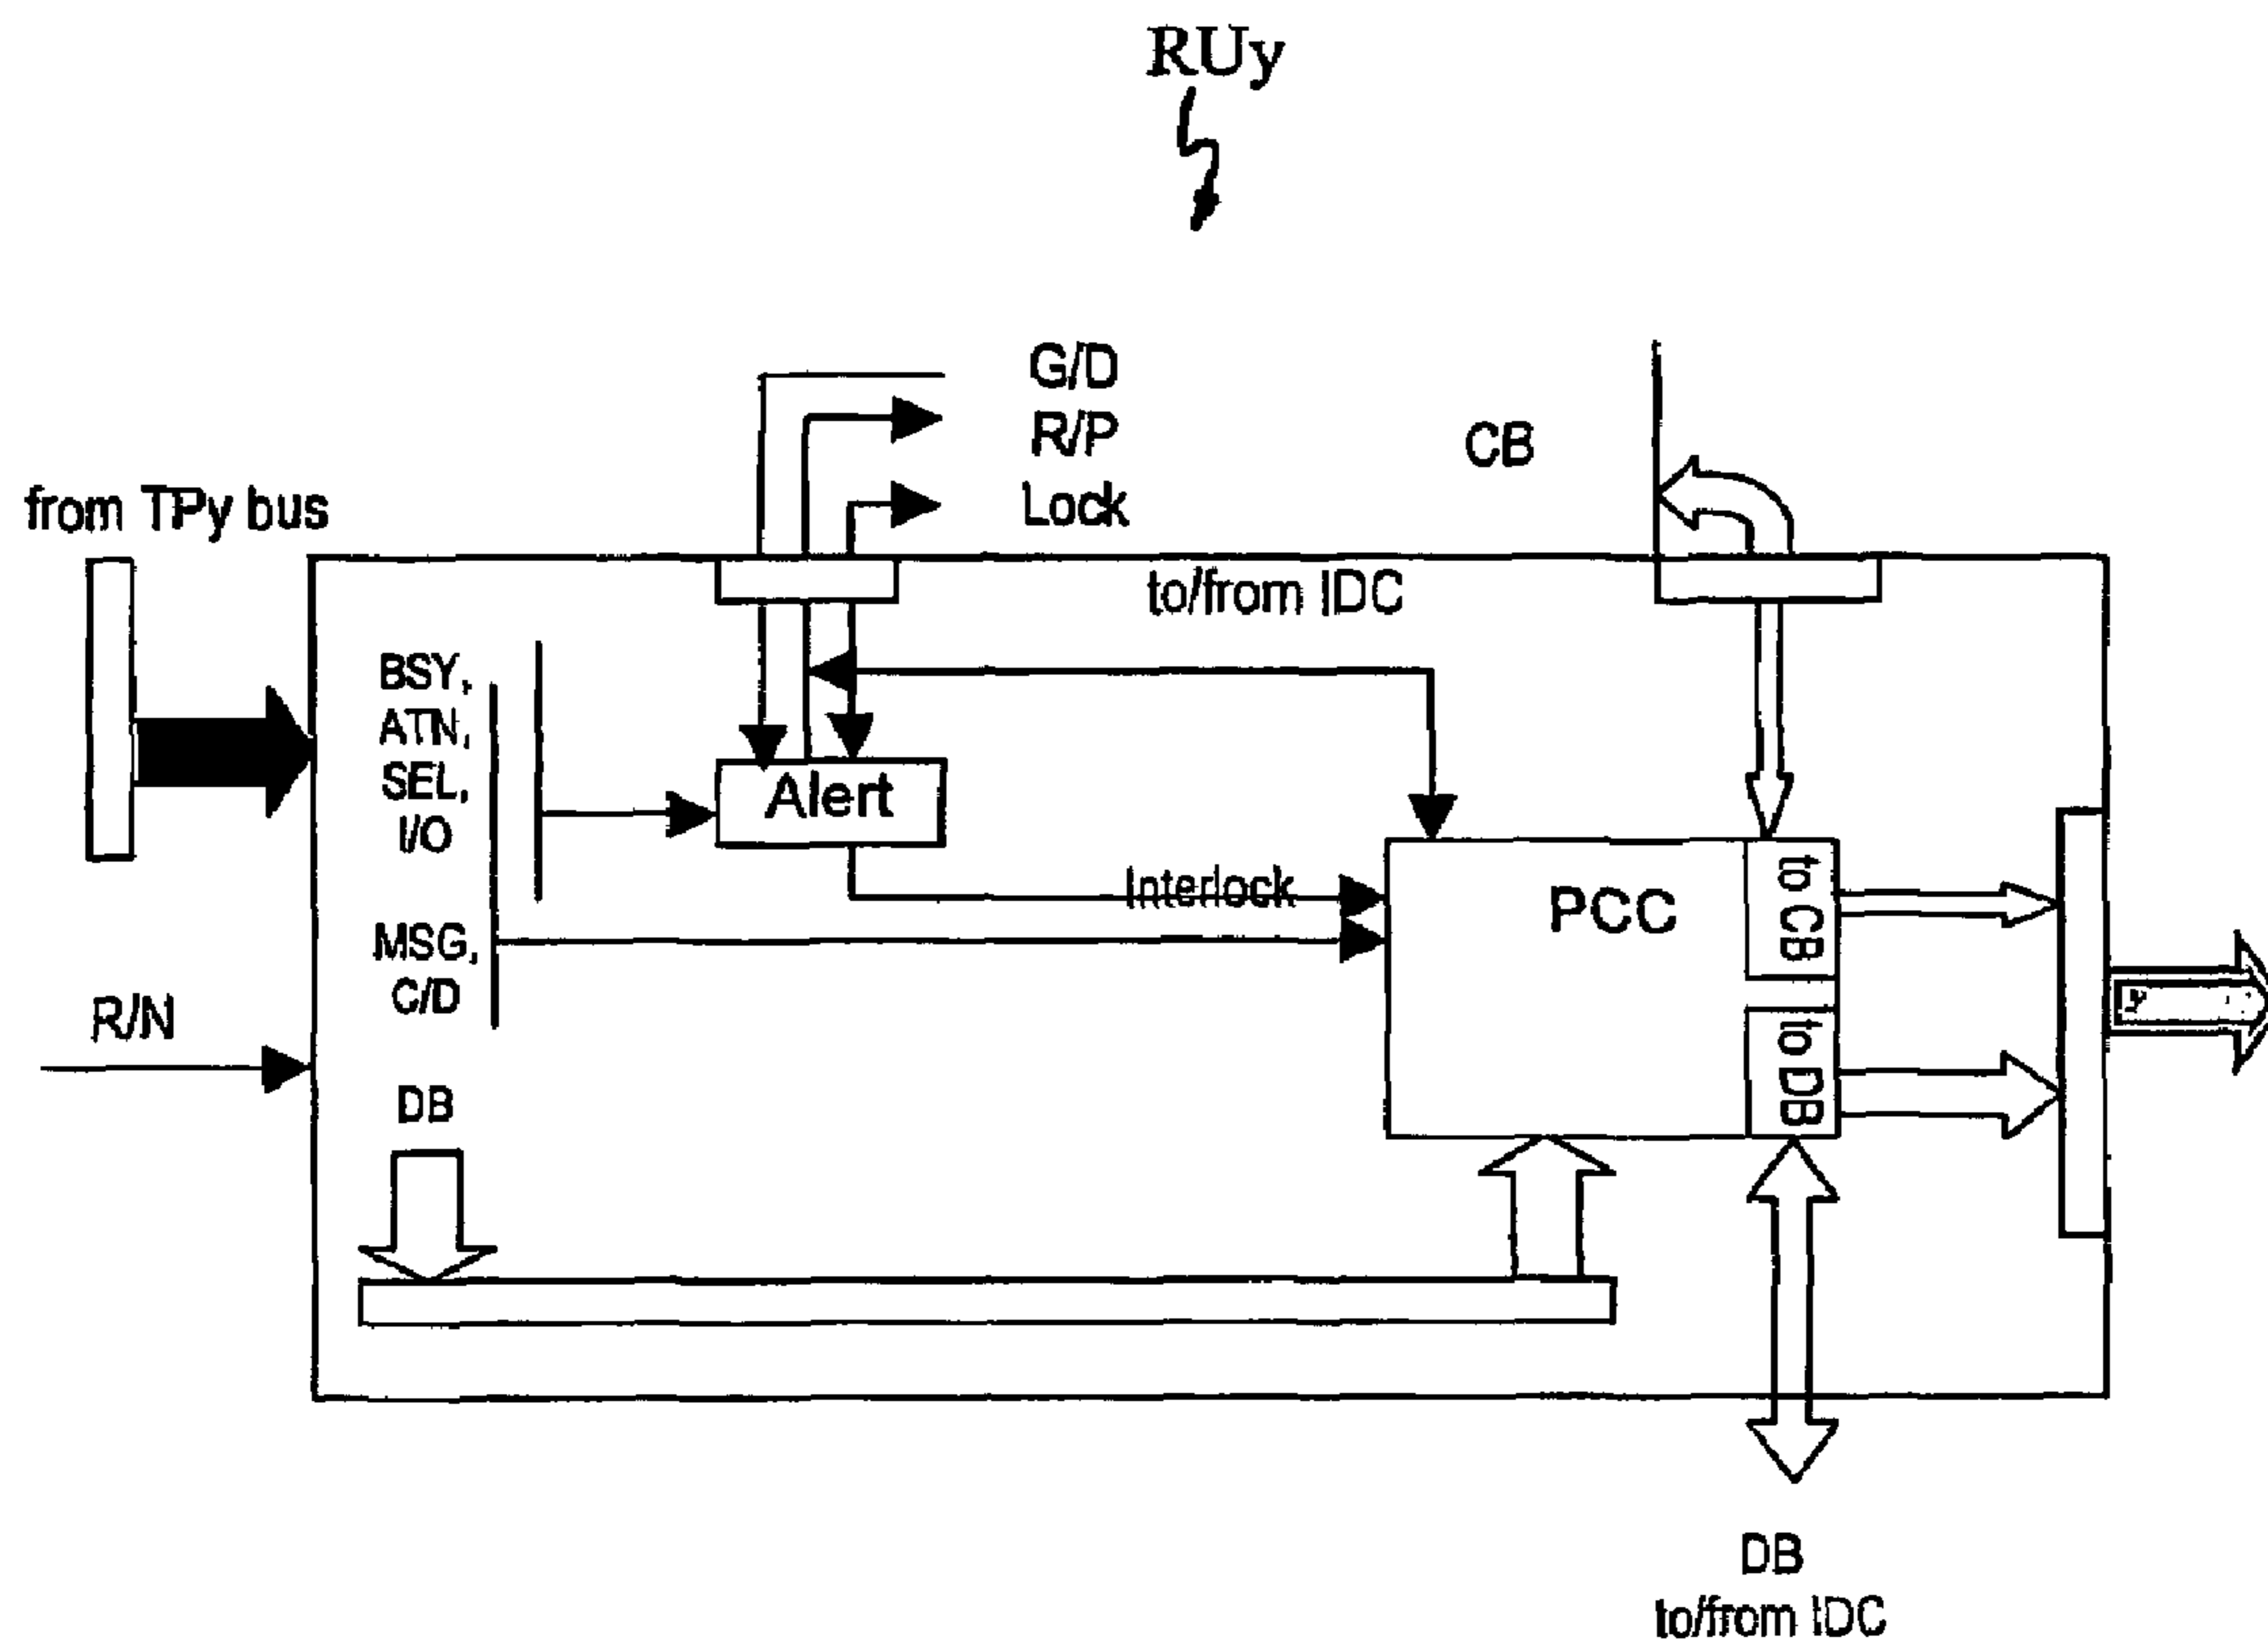 RUy
G/D
R/P
Lock
CB
from TPy bus
to/from IDC
BSY,
ATN,
SEL,
I/O
Alert
Interlock
PCC
to CB
to DB
MSG,
C/D
R/N
DB
DB
to/from IDC